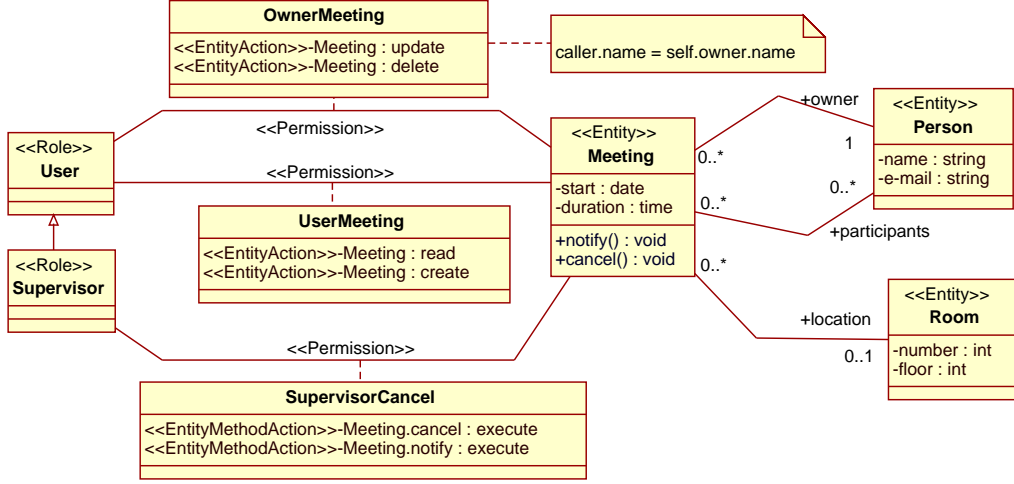 OwnerMeeting
<<EntityAction>>-Meeting : update
<<EntityAction>>-Meeting : delete
caller.name = self.owner.name
<<Permission>>
+owner
1
0..*
<<Entity>>
Person
-name : string
-e-mail : string
<<Role>>
User
<<Permission>>
<<Entity>>
Meeting
-start : date
-duration : time
+notify() : void
+cancel() : void
0..*
0..*
+participants
UserMeeting
<<EntityAction>>-Meeting : read
<<EntityAction>>-Meeting : create
<<Role>>
Supervisor
0..*
+location
0..1
<<Entity>>
Room
-number : int
-floor : int
<<Permission>>
SupervisorCancel
<<EntityMethodAction>>-Meeting.cancel : execute
<<EntityMethodAction>>-Meeting.notify : execute